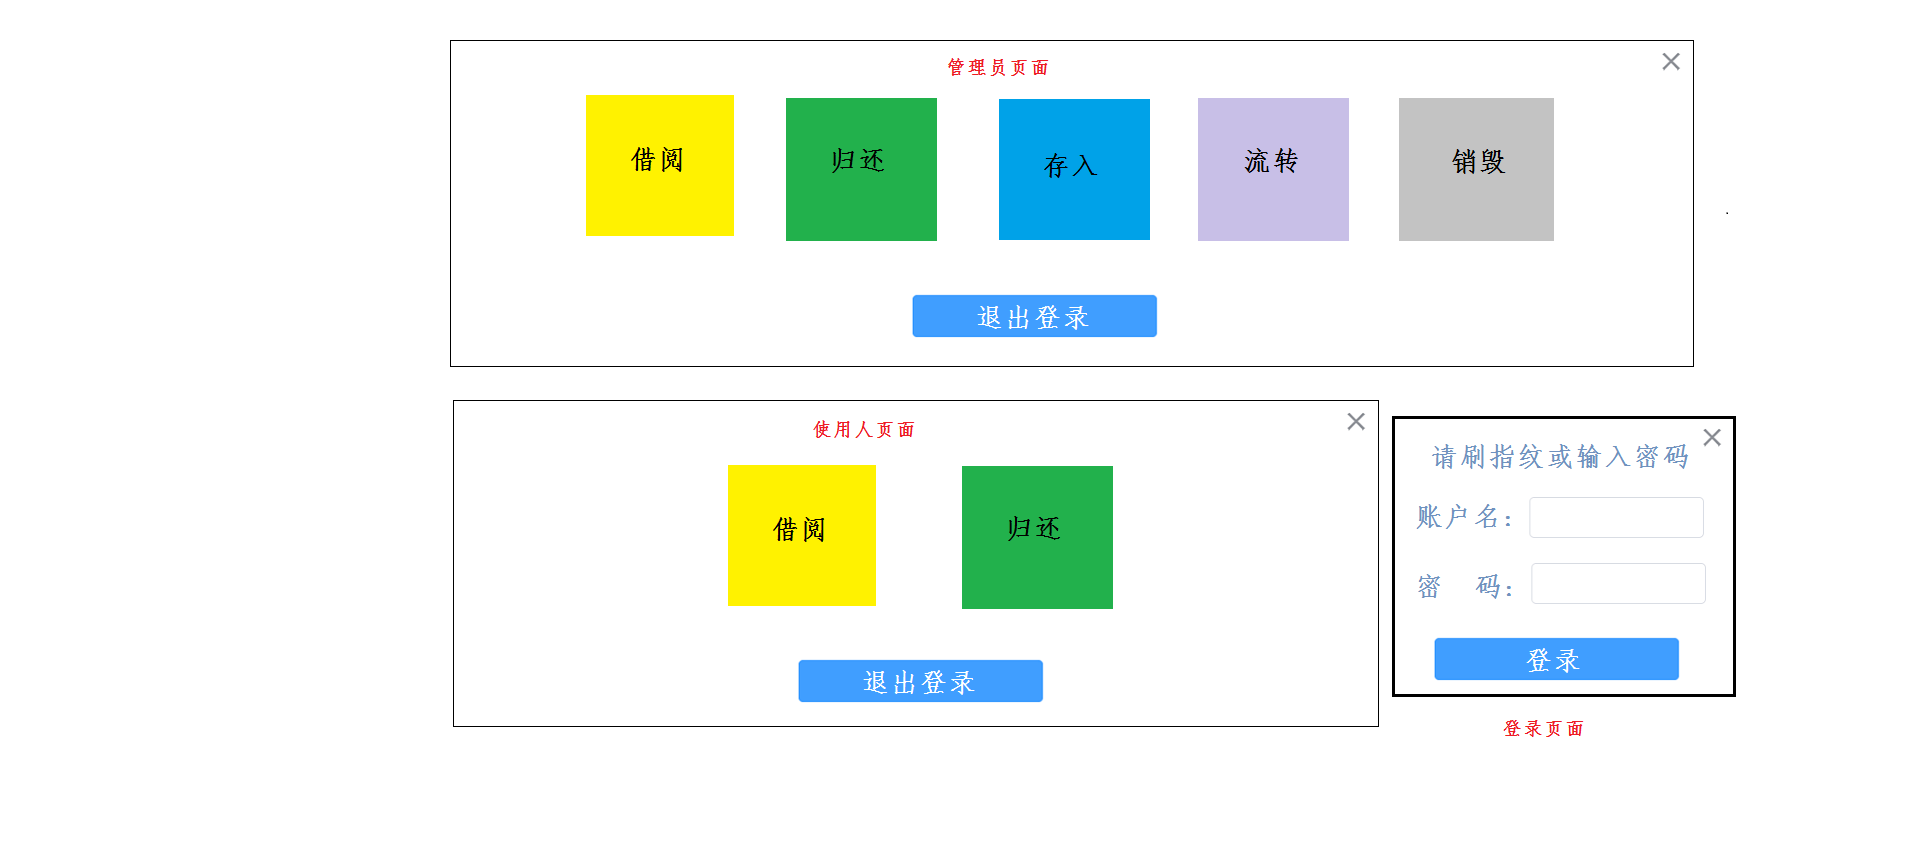 管理员页面
借阅 归还 存入 流转 销毁
退出登录
使用人页面
借阅 归还
退出登录
请刷指纹或输入密码
账户名：
密 码：
登录
登录页面